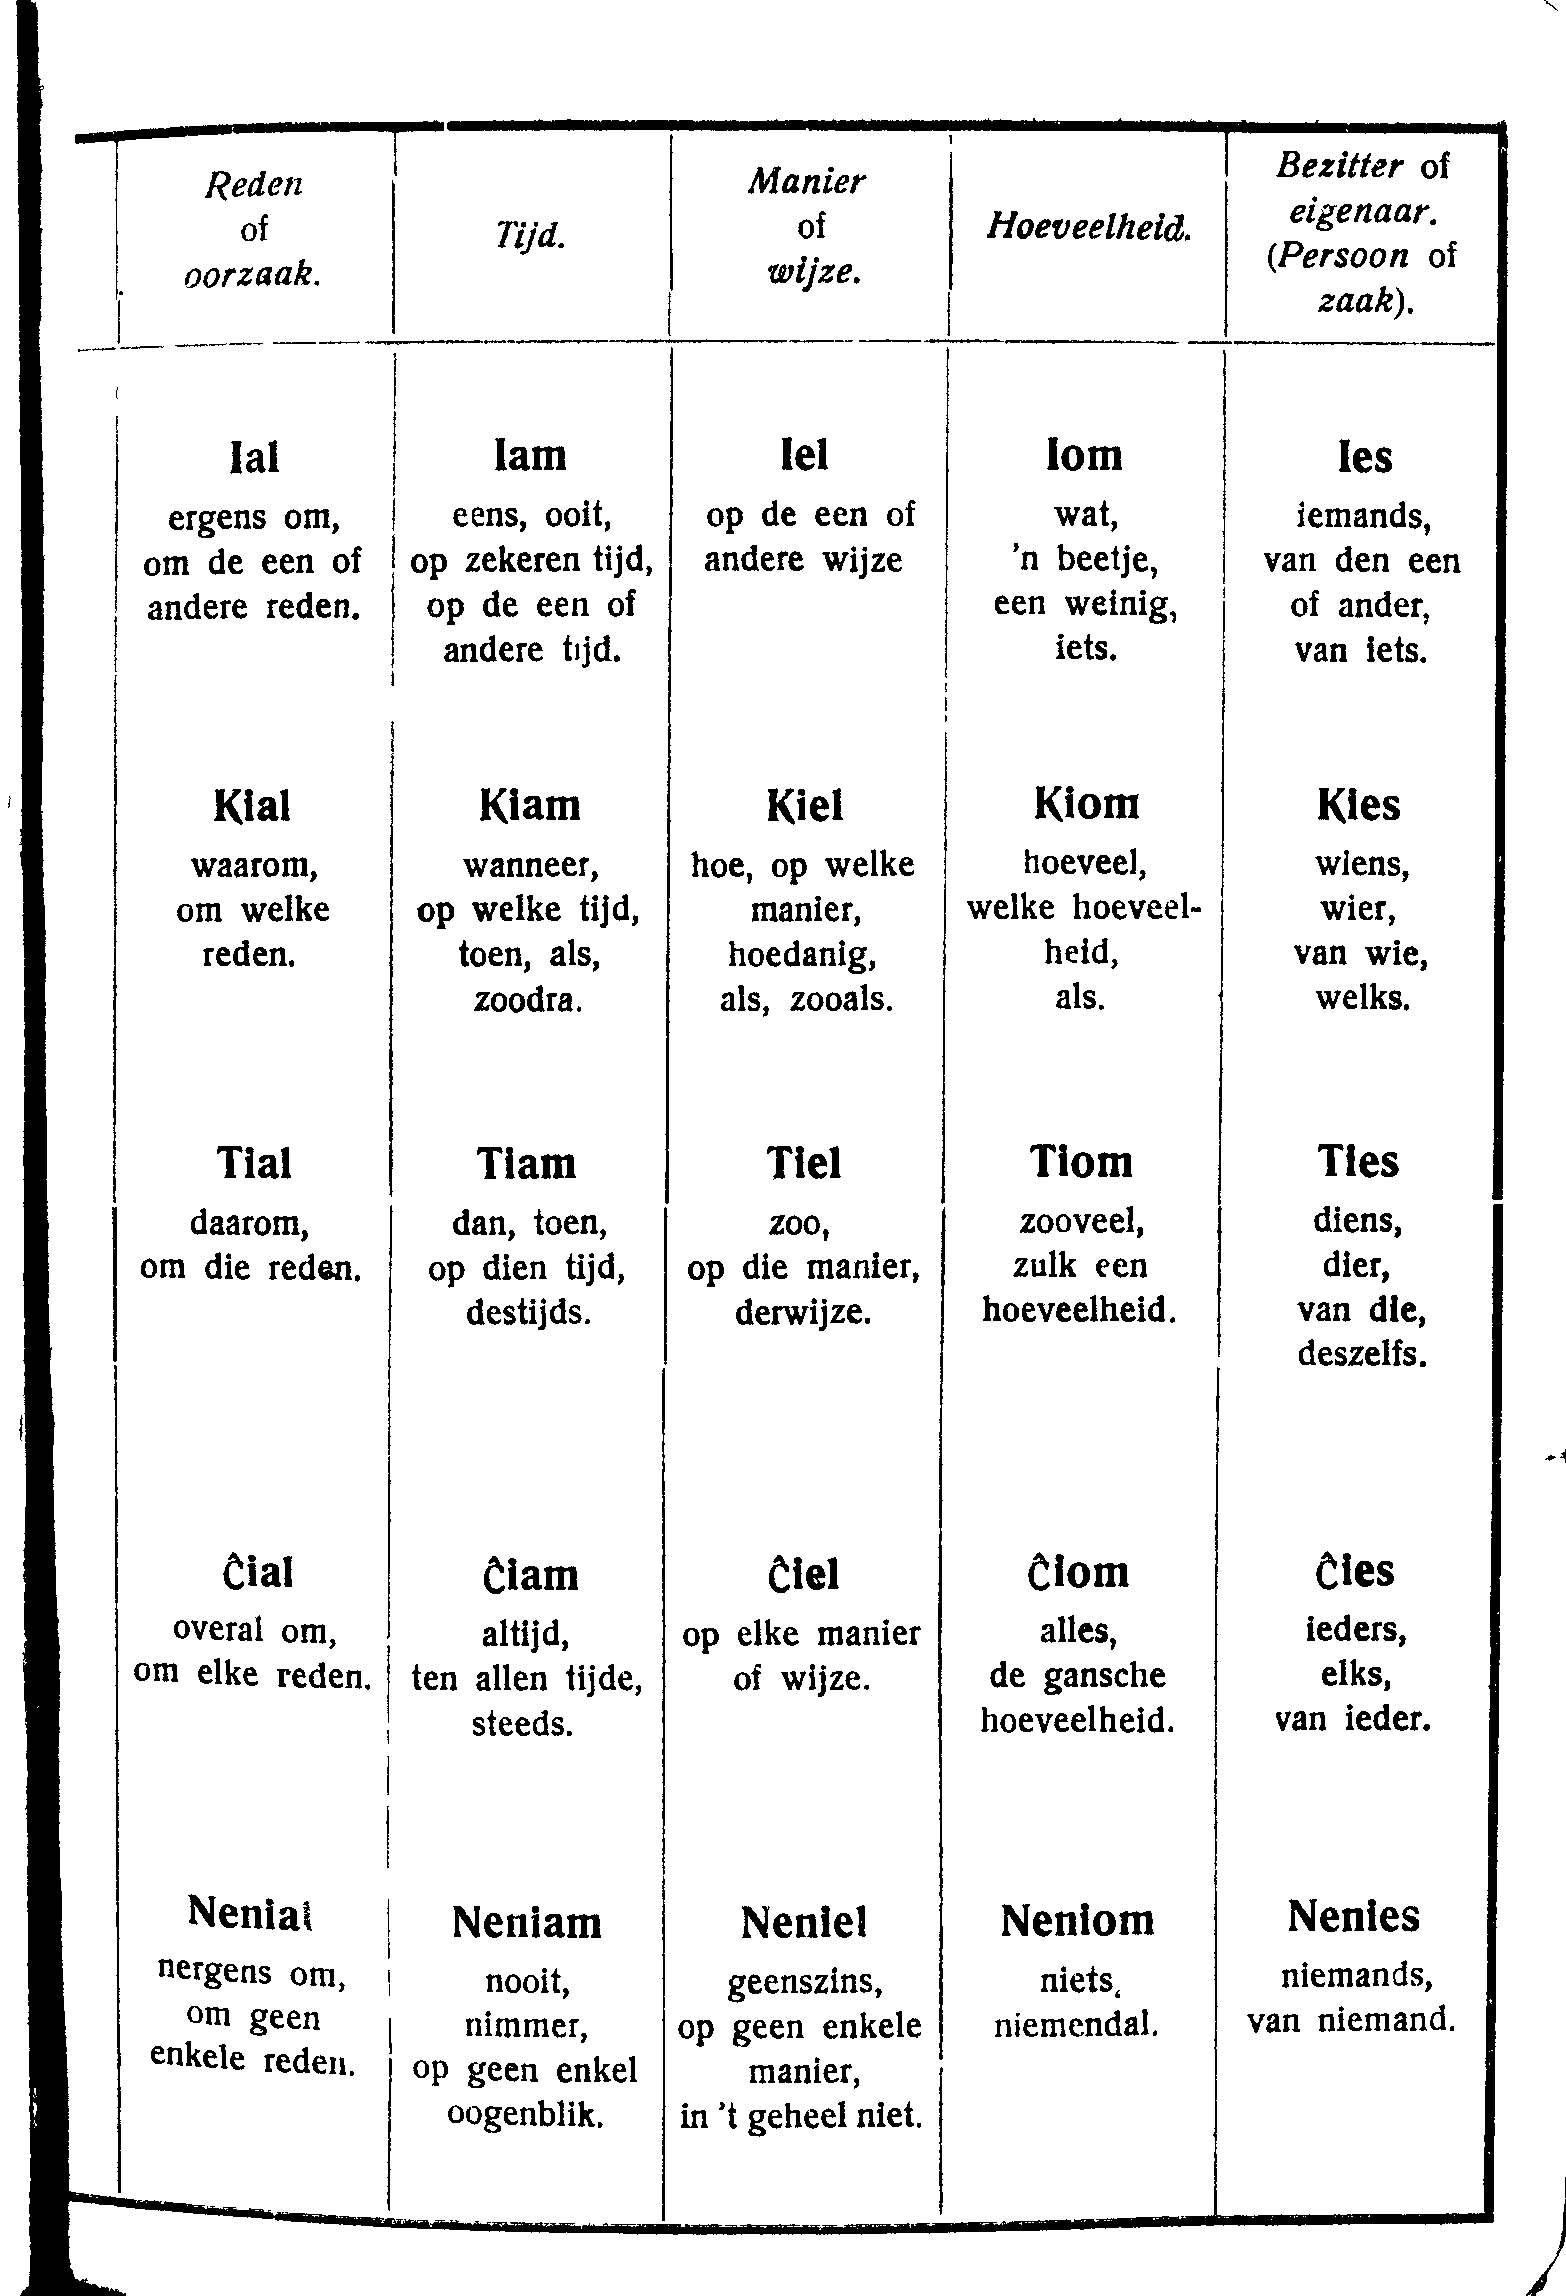 Reden
of
oorzaak.
Tijd.
Manier
of
wijze.
Hoeveelheid.
Bezitter of
eigenaar.
(Persoon of
zaak).
Ial
ergens om,
om de een of
andere reden.
Iam
eens, ooit,
op zekeren tijd,
op de een of
andere tijd.
Iel
op de een of
andere wijze
Iom
wat,
'n beetje,
een weinig,
iets.
Ies
iemands,
van den een
of ander,
van iets.
Kial
waarom,
om welke
reden.
Kiam
wanneer,
op welke tijd,
toen, als,
zoodra.
Kiel
hoe, op welke
manier,
hoedanig,
als, zooals.
Kiom
hoeveel,
welke hoeveel-
heid,
als.
Kies
wiens,
wier,
van wie,
welks.
Tial
daarom,
om die reden.
Tiam
dan, toen,
op dien tijd,
destijds.
Tiel
zoo,
op die manier,
derwijze.
Tiom
zooveel,
zulk een
hoeveelheid.
Ties
diens,
dier,
van die,
deszelfs.
Ĉial
overal om,
om elke reden.
Ĉiam
altijd,
ten allen tijde,
steeds.
Ĉiel
op elke manier
of wijze.
Ĉiom
alles,
de gansche
hoeveelheid.
Ĉies
ieders,
elks,
van ieder.
Nenial
nergens om,
om geen
enkele reden.
Neniam
nooit,
nimmer,
op geen enkel
oogenblik.
Neniel
geenszins,
op geen enkele
manier,
in 't geheel niet.
Neniom
niets,
niemendal.
Nenies
niemands,
van niemand.